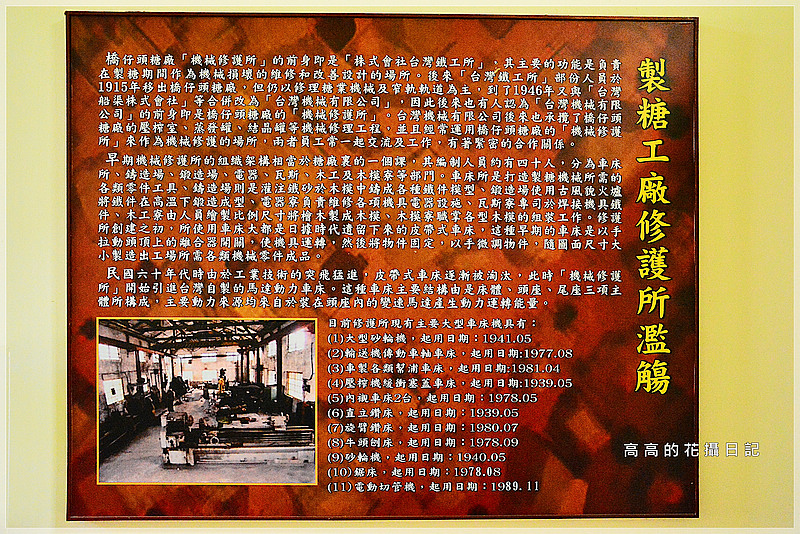 製糖工廠修護所濫觴
橋仔頭糖廠「機械修護所」的前身即是「株式會社台灣鐵工所」，其主要的功能是負責
在製糖期間作為機械損壞的維修和改善設計的場所。後來「台灣鐵工所」部份人員於
1915年移出橋仔頭糖廠，但仍以修理糖業機械及窄軌軌道為主，到了1946年又與「台灣
船渠株式會社」等合併改為「台灣機械有限公司」，因此後來也有人認為「台灣機械有限
公司」的前身即是橋仔頭糖廠的「機械修護所」。台灣機械有限公司後來也承攬了橋仔頭
糖廠的壓榨室、蒸發罐、結晶罐等機械修理工程，並且經常運用橋仔頭糖廠的「機械修護
所」來作為機械修護的場所，兩者員工常一起交流及工作，有著緊密的合作關係。
早期機械修護所的組織架構相當於糖廠裏的一個課，其編制人員約有四十人，分為車床
所、鑄造場、鍛造場、電器、瓦斯、木工及木模寮等部門。車床所是打造製糖機械所需的
各類零件工具、鑄造場則是灌注鐵砂於木模中鑄成各種鐵件模型、鍛造場使用古風說火爐
將鐵件在高溫下鍛造成型、電器寮負責維修各項機具電器設施、瓦斯寮專司於焊接機具鐵
件、木工寮由人員繪製比例尺寸將檜木製成木模、木模寮職掌各型木模的組裝工作。修護
所創建之初，所使用車床大都是日據時代遺留下來的皮帶式車床，這種早期的車床是以手
拉動頭頂上的離合器開關，使機具運轉，然後將物件固定，以手微調物件，隨圖面尺寸大
小製造出工場所需各類機械零件成品。
民國六十年代時由於工業技術的突飛猛進，皮帶式車床逐漸被淘汰，此時「機械修護
所」開始引進台灣自製的馬達動力車床。這種車床主要結構由是床體、頭座、尾座三項主
體所構成，主要動力來源均來自於裝在頭座內的變速馬達產生動力運轉能量。
目前修護所現有主要大型車床機具有：
(1)大型砂輪機，起用日期：1941.05
(2)輸送機傳動車軸車床，起用日期:1977.08
(3)車製各類幫浦車床，起用日期:1981.04
(4)壓榨機緩衝塞蓋車床，起用日期:1939.05
(5)內襯車床2台，起用日期：1978.05
(6)直立鑽床，起用日期：1939.05
(7)旋臂鑽床，起用日期：1980.07
(8)牛頭刨床，起用日期：1978.09
(9)砂輪機，起用日期：1940.05
(10)鋸床，起用日期：1978.08
(11)電動切管機，起用日期：1989.11
高高的花攝日記